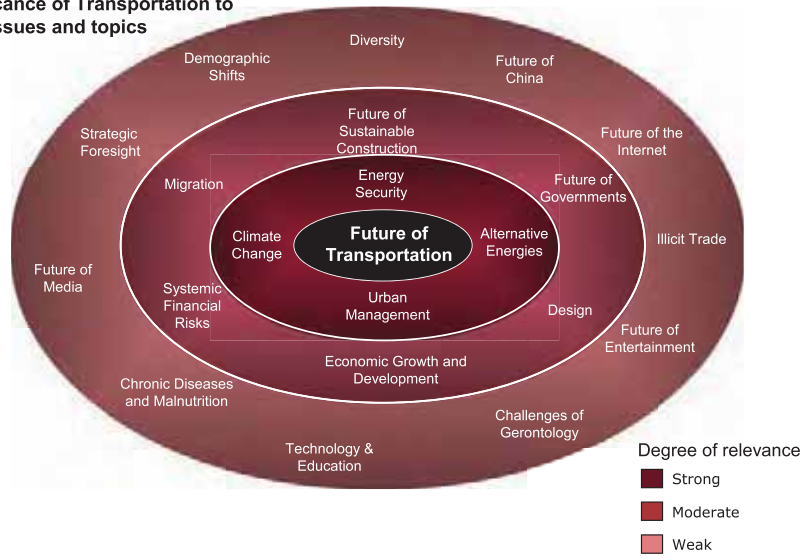 cance of Transportation to
ssues and topics
Diversity
Demographic
Shifts
Future of
China
Strategic
Foresight
Future of
Sustainable
Construction
Future of the
Internet
Migration
Energy
Security
Future of
Governments
Climate
Change
Future of
Transportation
Alternative
Energies
Illicit Trade
Future of
Media
Systemic
Financial
Risks
Urban
Management
Design
Future of
Entertainment
Economic Growth and
Development
Chronic Diseases
and Malnutrition
Challenges of
Gerontology
Technology &
Education
Degree of relevance
Strong
Moderate
Weak